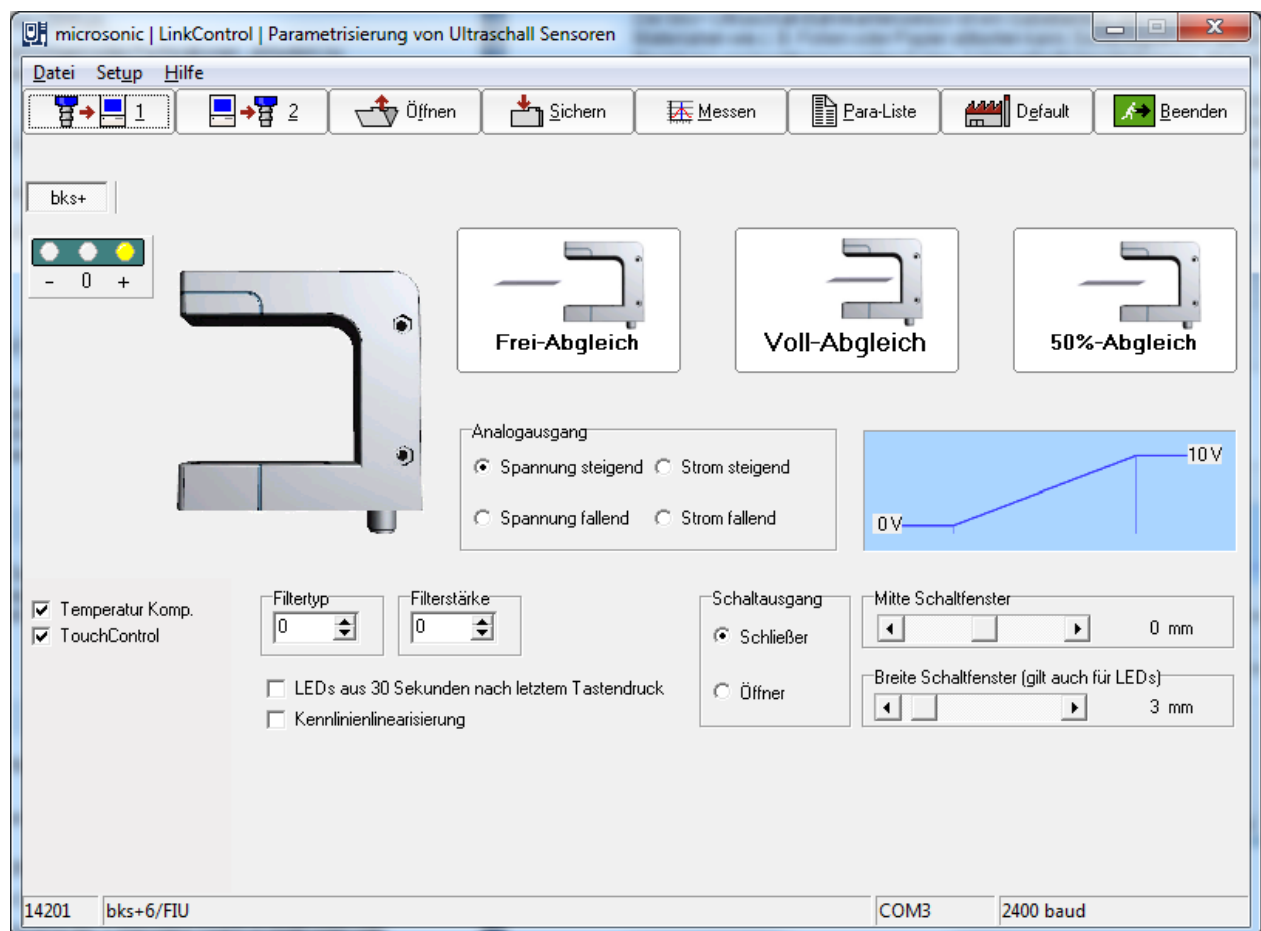 microsonic | LinkControl | Parametrisierung von Ultraschall Sensoren
Datei Setup Hilfe
1 2 Öffnen Sichern Messen Para-Liste Default Beenden
bks+
- 0 +
Frei-Abgleich Voll-Abgleich 50%-Abgleich
Analogausgang
Spannung steigend Strom steigend
Spannung fallend Strom fallend
10 V
0 V
Temperatur Komp.
TouchControl
Filtertyp Filterstärke
0 0
LEDs aus 30 Sekunden nach letztem Tastendruck
Kennlinienlinearisierung
Schaltausgang
Schließer
Öffner
Mitte Schaltfenster
0 mm
Breite Schaltfenster (gilt auch für LEDs)
3 mm
14201 bks+6/FIU COM3 2400 baud